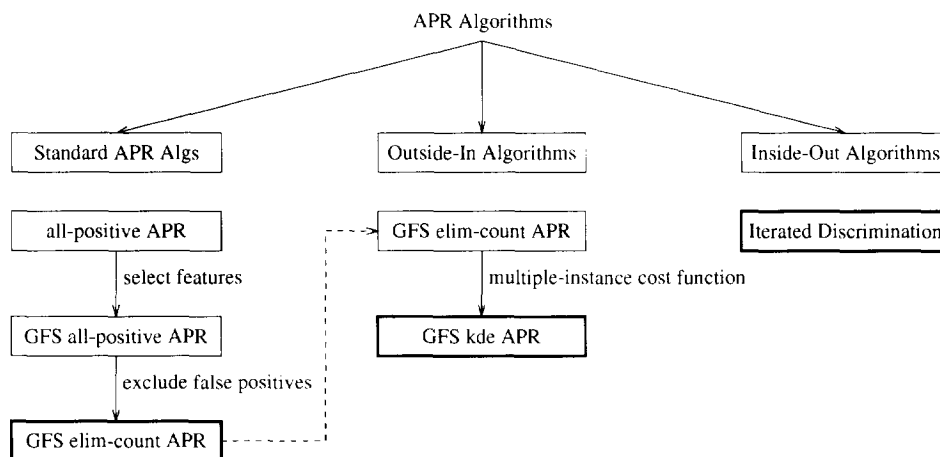 APR Algorithms
Standard APR Algs
Outside-In Algorithms
Inside-Out Algorithms
all-positive APR
GFS elim-count APR
Iterated Discrimination
select features
multiple-instance cost function
GFS all-positive APR
GFS kde APR
exclude false positives
GFS elim-count APR